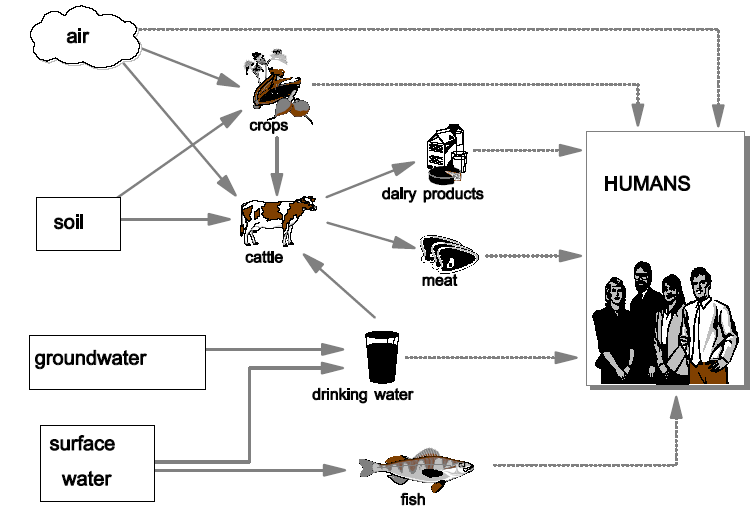 air
crops
dairy products
HUMANS
soil
cattle
meat
groundwater
drinking water
surface
water
fish